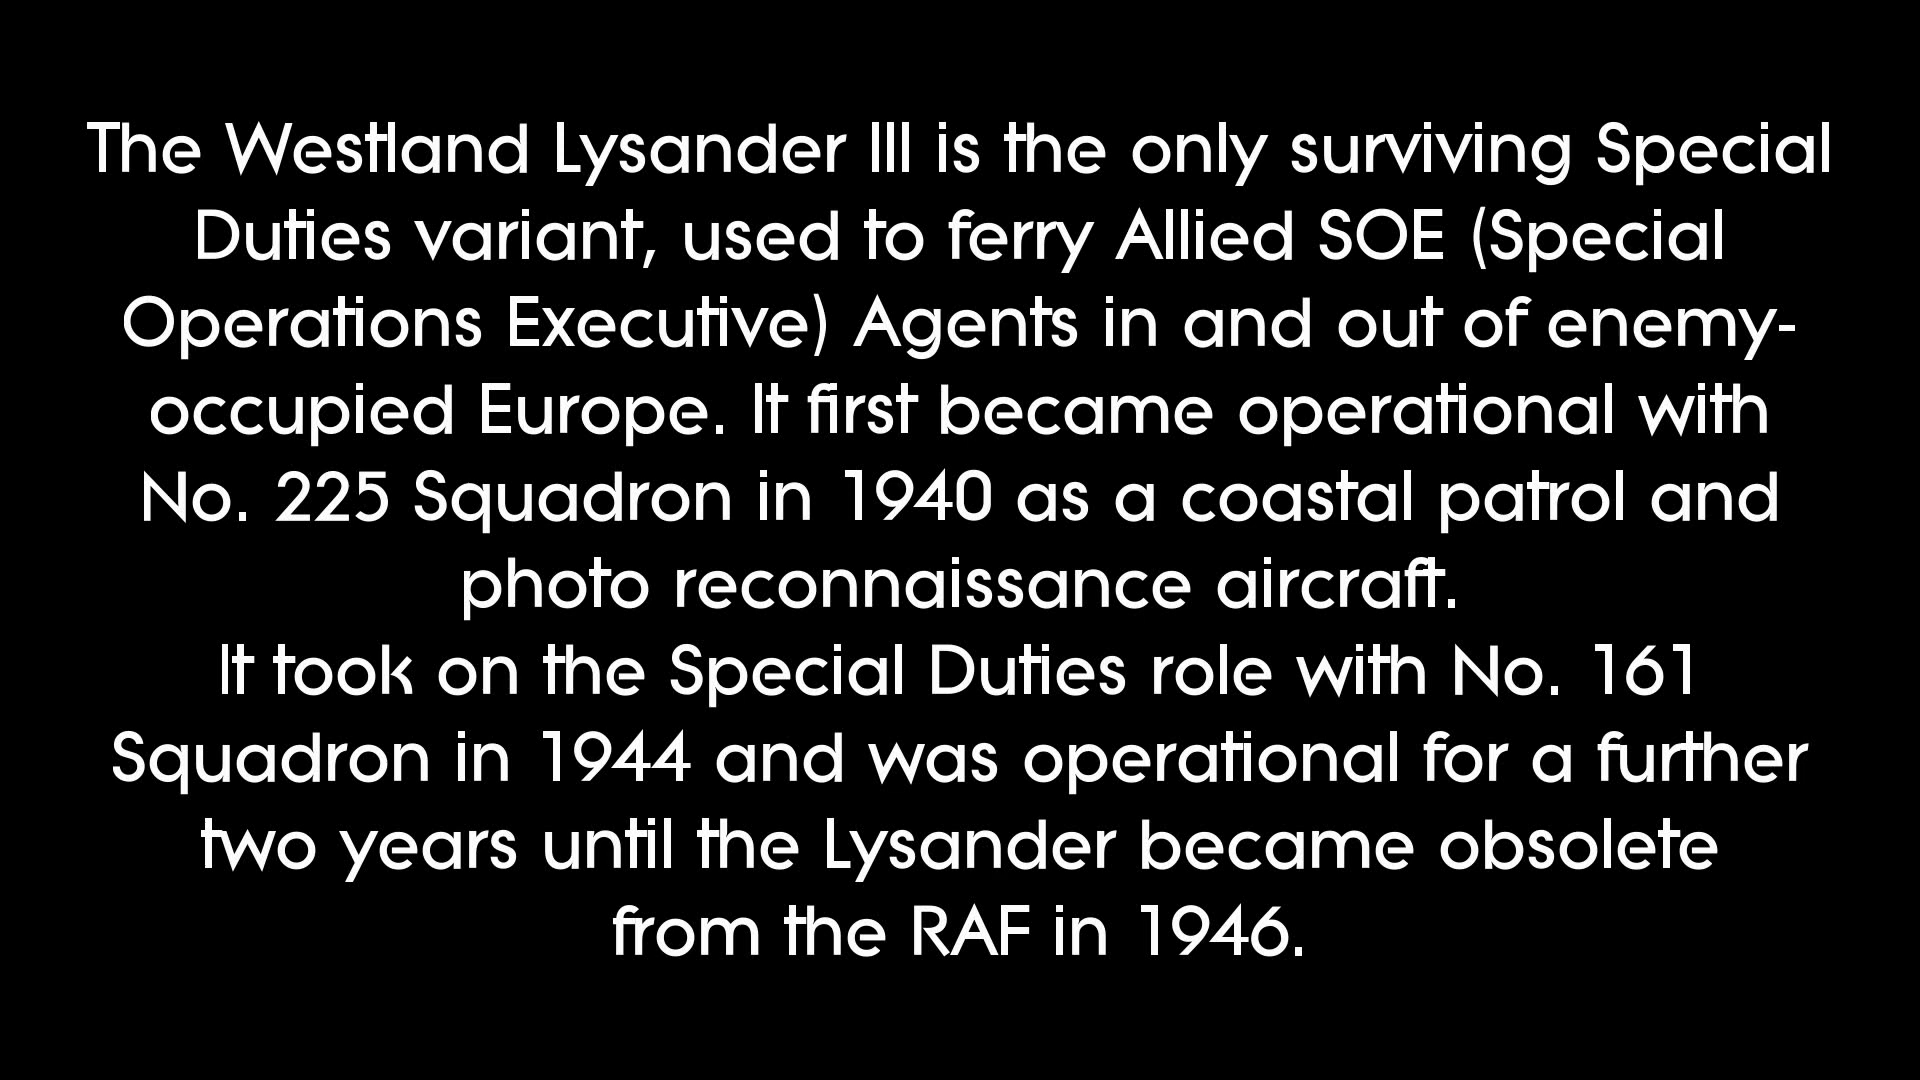 The Westland Lysander III is the only surviving Special
Duties variant, used to ferry Allied SOE (Special
Operations Executive) Agents in and out of enemy-
occupied Europe. It first became operational with
No. 225 Squadron in 1940 as a coastal patrol and
photo reconnaissance aircraft.
It took on the Special Duties role with No. 161
Squadron in 1944 and was operational for a further
two years until the Lysander became obsolete
from the RAF in 1946.